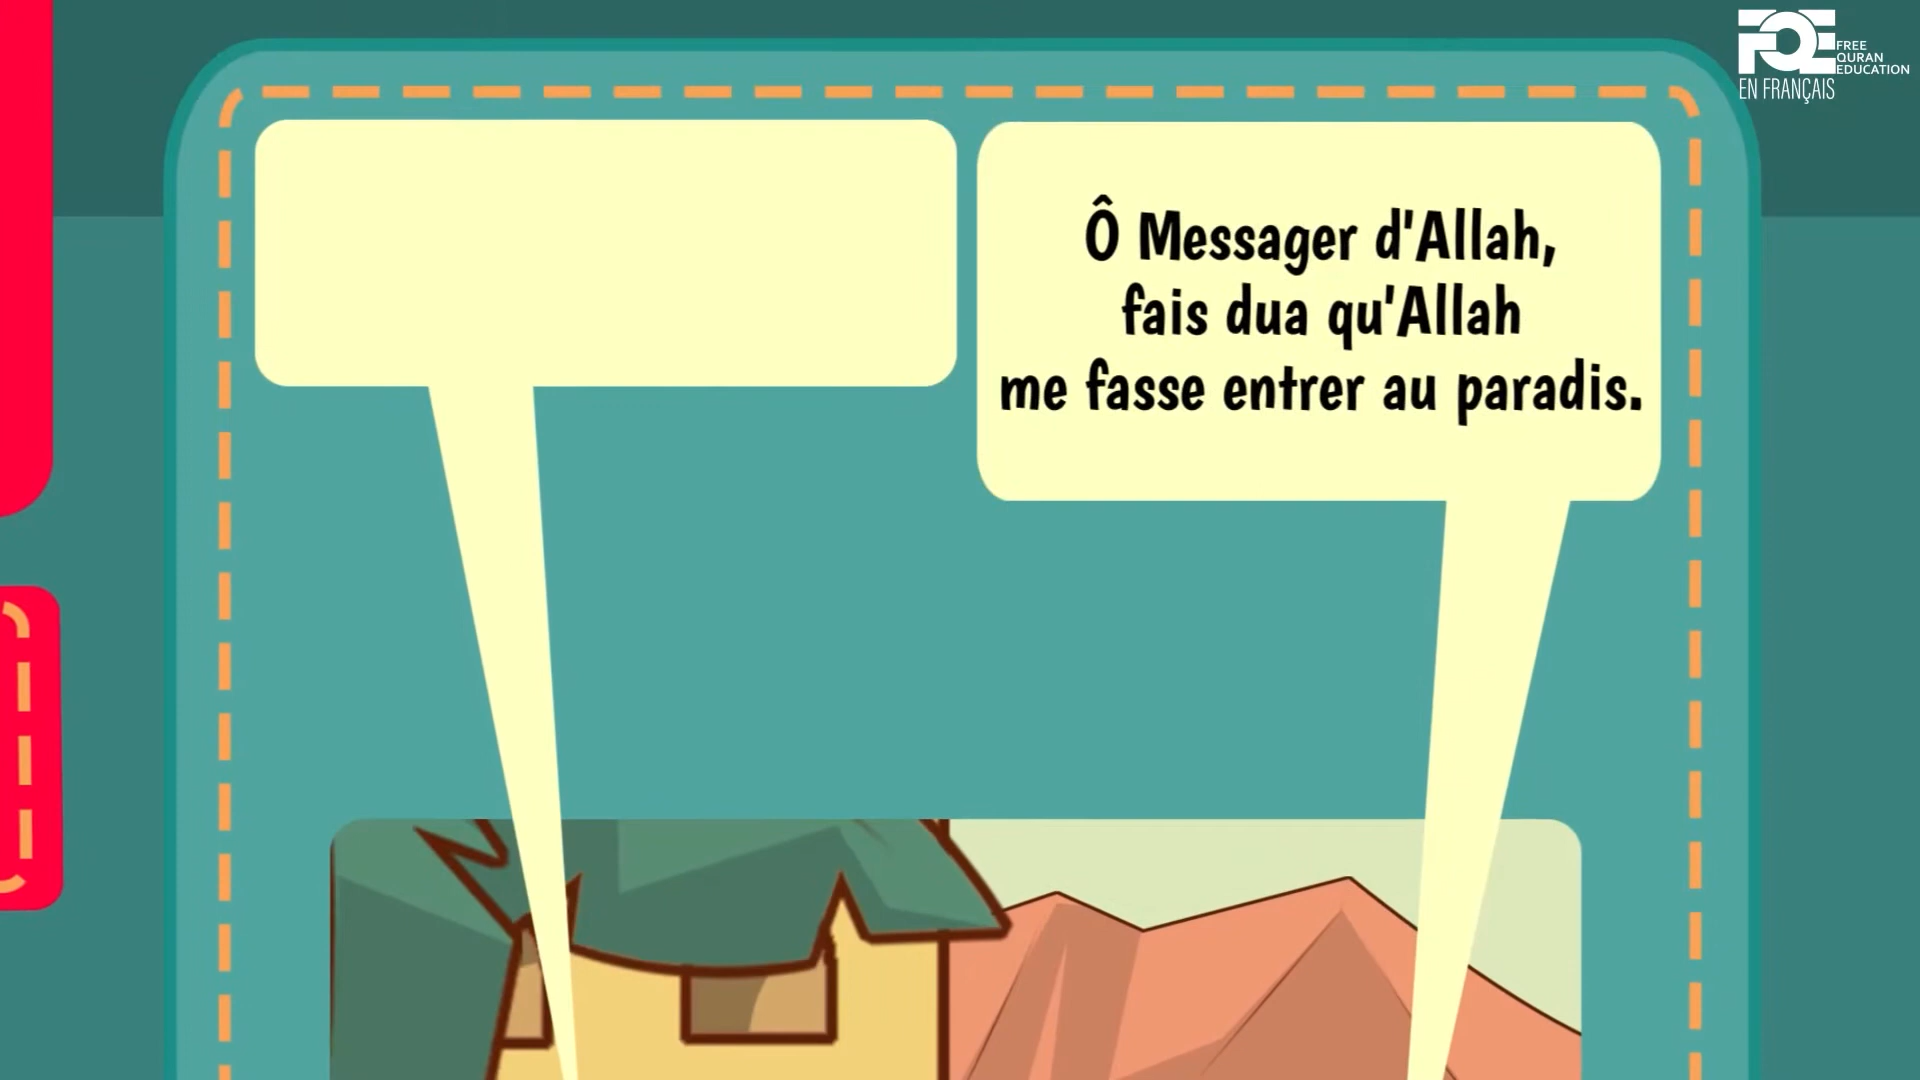 FQE
FREE
QURAN
EDUCATION
EN FRANÇAIS
Ô Messager d'Allah,
fais dua qu'Allah
me fasse entrer au paradis.